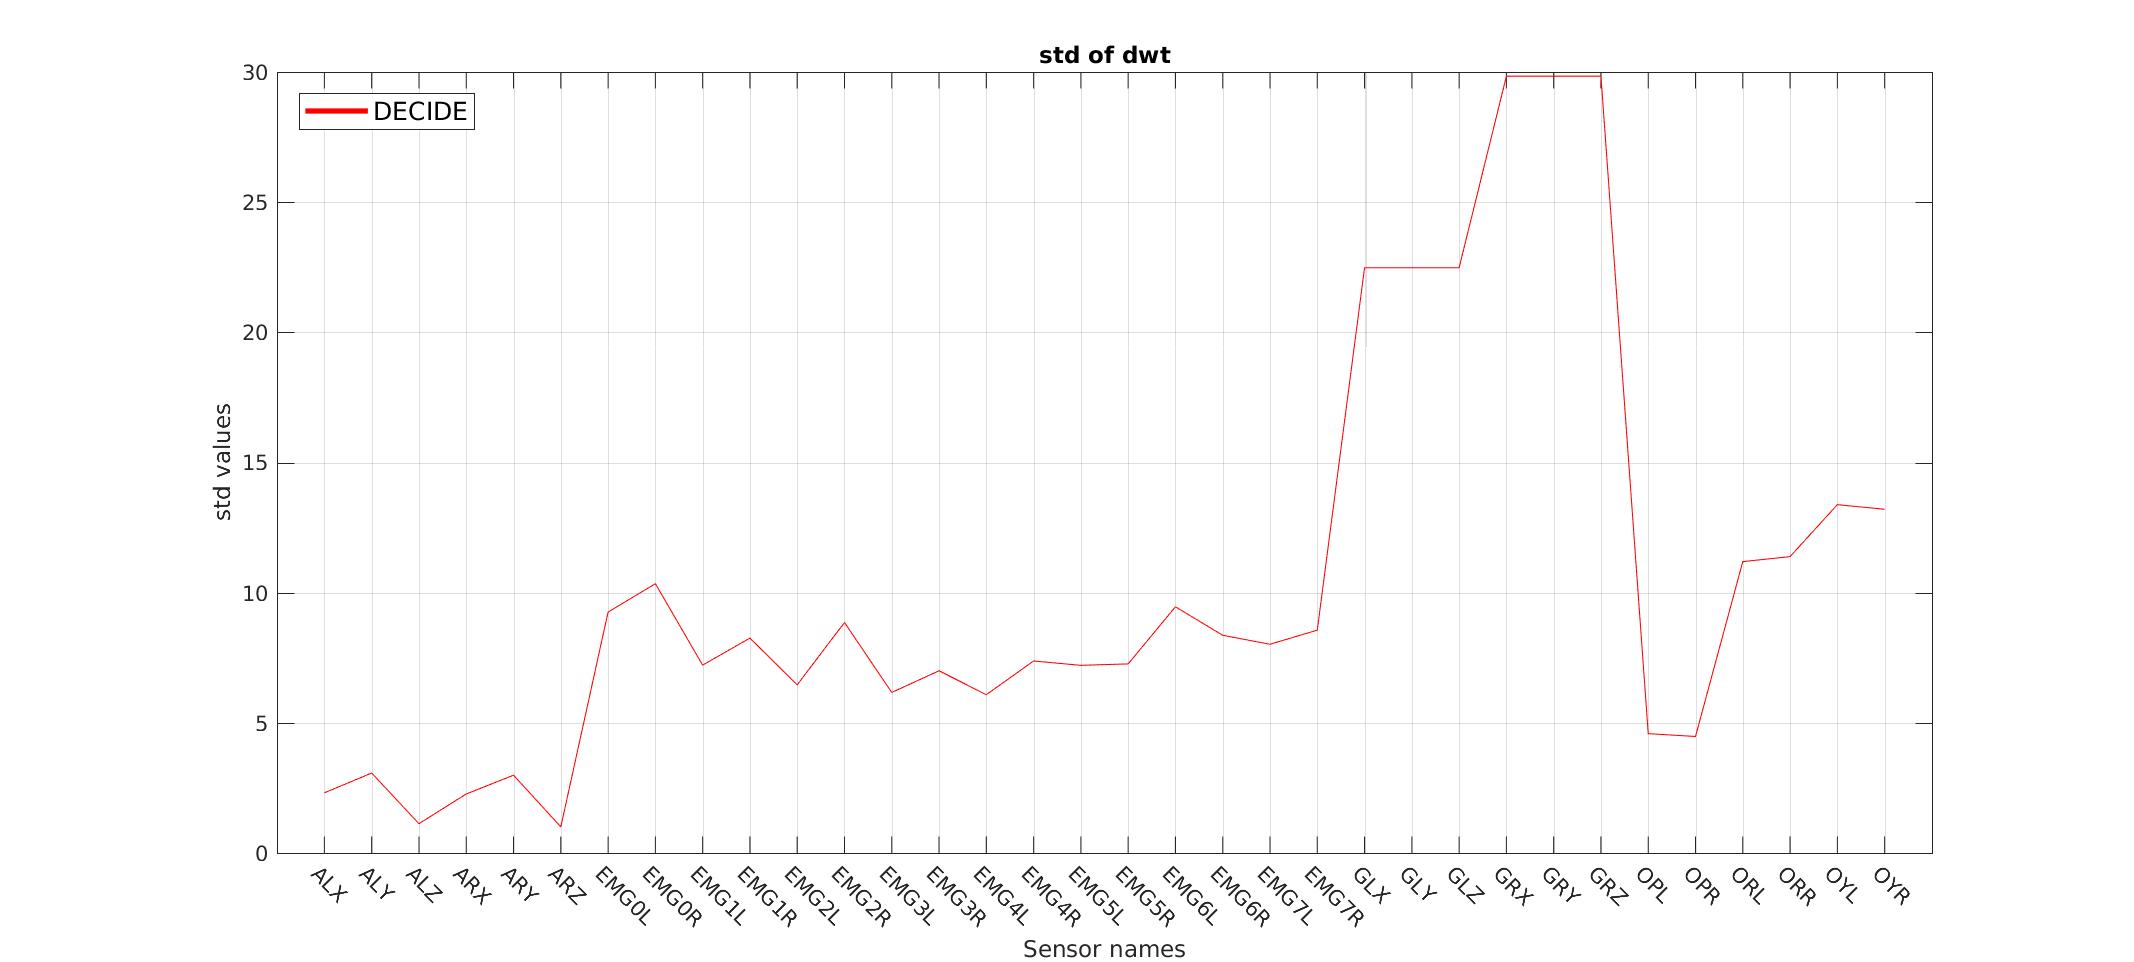 std of dwt
DECIDE
30
25
20
15
10
5
0
std values
ALX
ALY
ALZ
ARX
ARY
ARZ
EMG0L
EMG0R
EMG1L
EMG1R
EMG2L
EMG2R
EMG3L
EMG3R
EMG4L
EMG4R
EMG5L
EMG5R
EMG6L
EMG6R
EMG7L
EMG7R
GLX
GLY
GLZ
GRX
GRY
GRZ
OPL
OPR
ORL
ORR
OYL
OYR
Sensor names